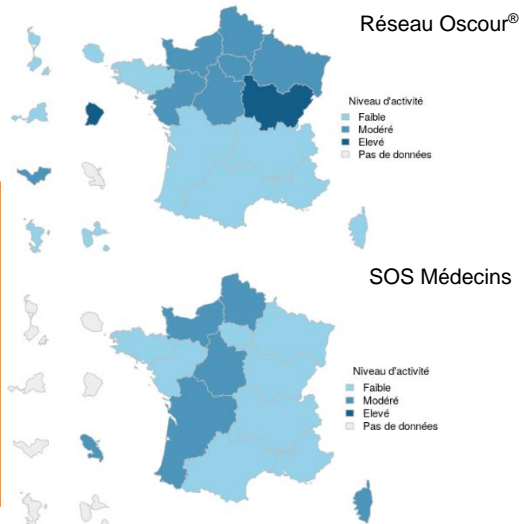 Réseau Oscour®
Niveau d'activité
Faible
Modéré
Elevé
Pas de données
SOS Médecins
Niveau d'activité
Faible
Modéré
Elevé
Pas de données